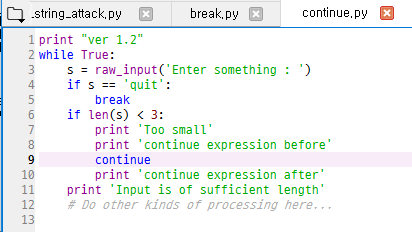 _string_attack.py break.py continue.py
1 print "ver 1.2"
2 while True:
3     s = raw_input('Enter something : ')
4     if s == 'quit':
5         break
6     if len(s) < 3:
7         print 'Too small'
8         print 'continue expression before'
9         continue
10         print 'continue expression after'
11     print 'Input is of sufficient length'
12     # Do other kinds of processing here...
13